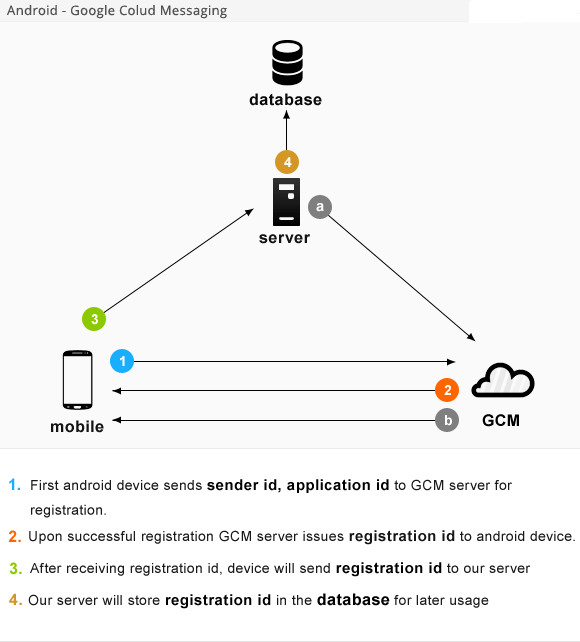 Android - Google Colud Messaging
database
4
a
server
3
1
2
b
GCM
mobile
1. First android device sends sender id, application id to GCM server for
registration.
2. Upon successful registration GCM server issues registration id to android device.
3. After receiving registration id, device will send registration id to our server
4. Our server will store registration id in the database for later usage